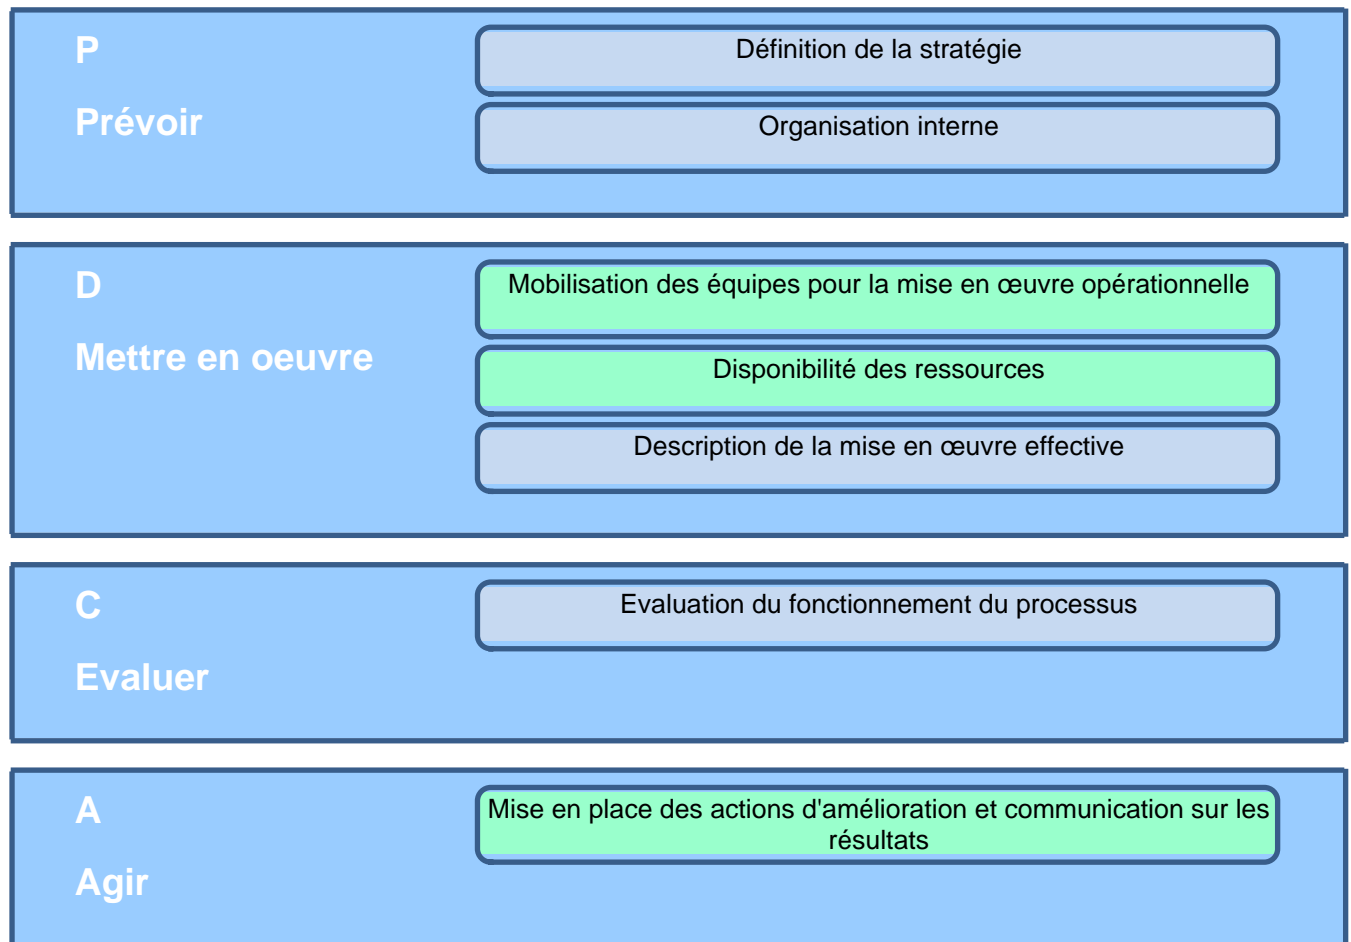 P
Prévoir
Définition de la stratégie
Organisation interne
D
Mettre en oeuvre
Mobilisation des équipes pour la mise en œuvre opérationnelle
Disponibilité des ressources
Description de la mise en œuvre effective
C
Evaluer
Evaluation du fonctionnement du processus
A
Agir
Mise en place des actions d'amélioration et communication sur les
résultats